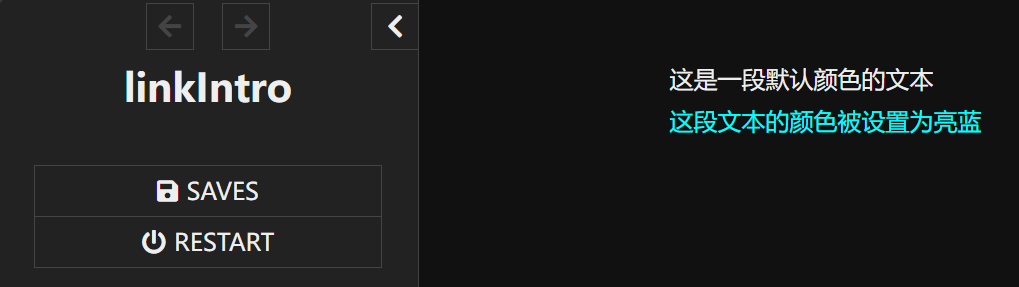 linkIntro
SAVES
RESTART
这是一段默认颜色的文本
这段文本的颜色被设置为亮蓝